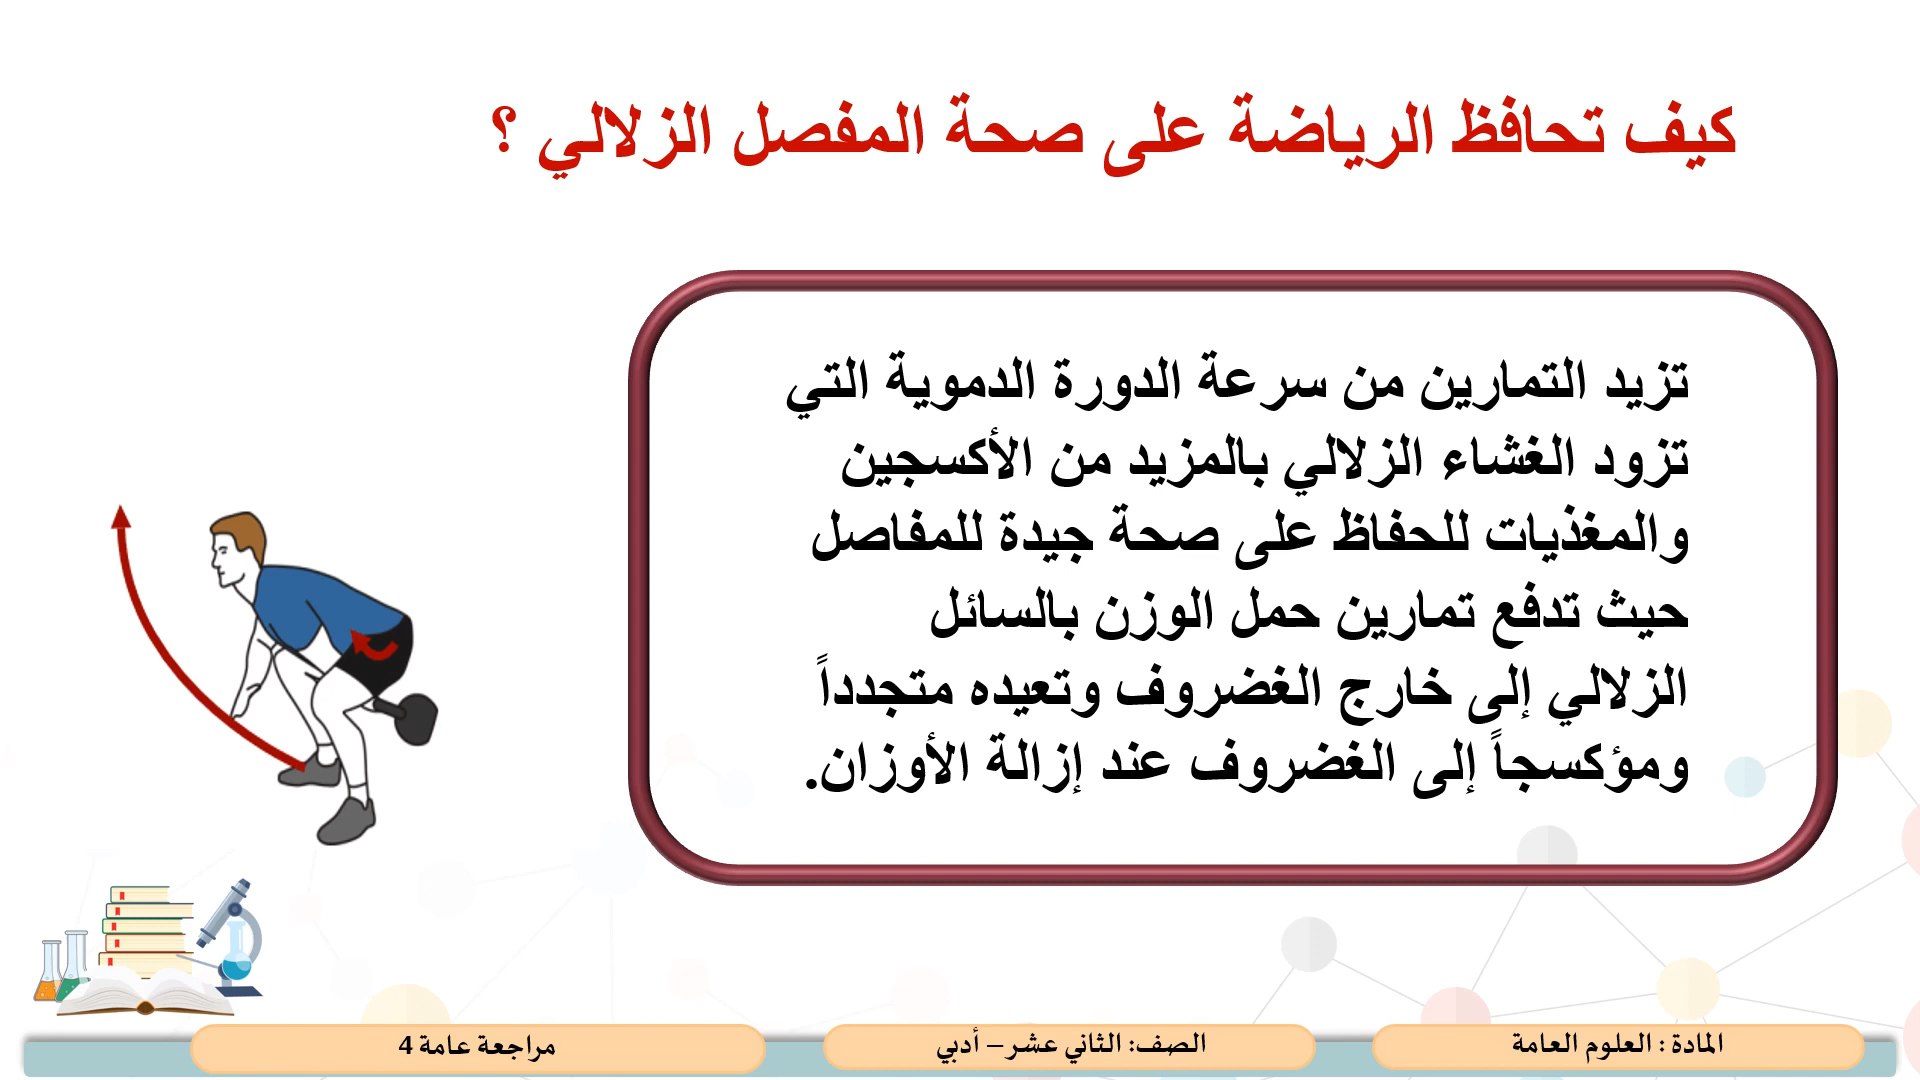 كيف تحافظ الرياضة على صحة المفصل الزلالي ؟
تزيد التمارين من سرعة الدورة الدموية التي
تزود الغشاء الزلالي بالمزيد من الأكسجين
والمغذيات للحفاظ على صحة جيدة للمفاصل
حيث تدفع تمارين حمل الوزن بالسائل
الزلالي إلى خارج الغضروف وتعيده متجدداً
ومؤكسجاً إلى الغضروف عند إزالة الأوزان.
المادة : العلوم العامة
الصف: الثاني عشر – أدبي
مراجعة عامة 4